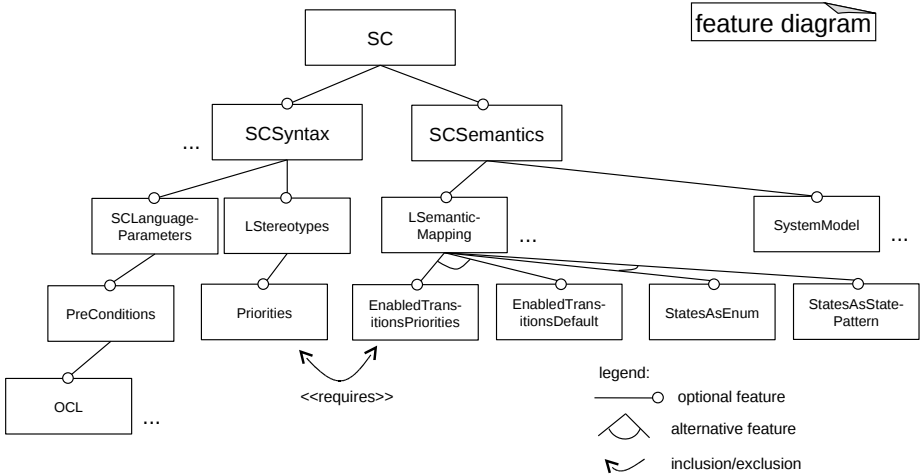 feature diagram
SC
SCSyntax
SCSemantics
...
SCLanguage-
Parameters
LStereotypes
LSemantic-
Mapping
...
SystemModel
...
PreConditions
Priorities
EnabledTrans-
itionsPriorities
EnabledTrans-
itionsDefault
StatesAsEnum
StatesAsState-
Pattern
OCL
...
<<requires>>
legend:
optional feature
alternative feature
inclusion/exclusion